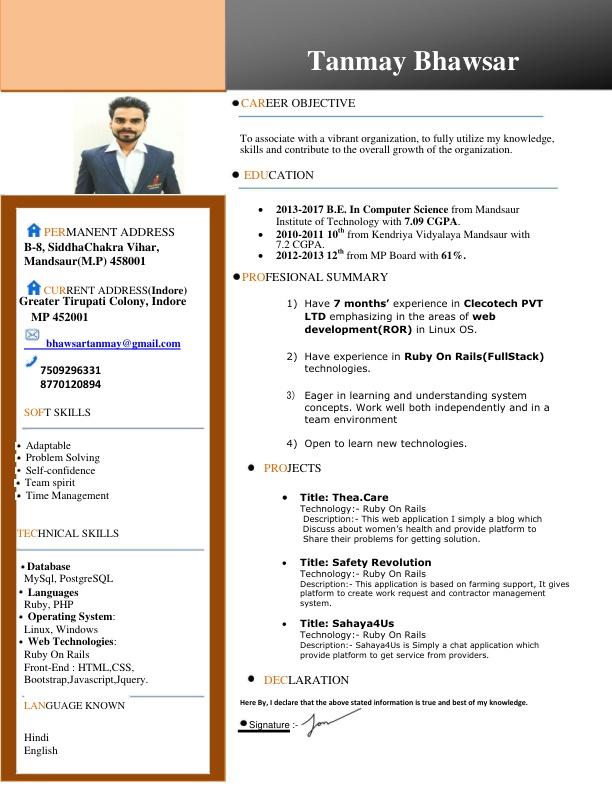 Tanmay Bhawsar
PERMANENT ADDRESS
B-8, SiddhaChakra Vihar,
Mandsaur(M.P) 458001
CURRENT ADDRESS(Indore)
Greater Tirupati Colony, Indore
MP 452001
bhawsartanmay@gmail.com
7509296331
8770120894
SOFT SKILLS
• Adaptable
• Problem Solving
• Self-confidence
• Team spirit
• Time Management
TECHNICAL SKILLS
• Database
MySql, PostgreSQL
• Languages
Ruby, PHP
• Operating System:
Linux, Windows
• Web Technologies:
Ruby On Rails
Front-End : HTML,CSS,
Bootstrap,Javascript,Jquery.
LANGUAGE KNOWN
Hindi
English
● CAREER OBJECTIVE
To associate with a vibrant organization, to fully utilize my knowledge,
skills and contribute to the overall growth of the organization.
● EDUCATION
• 2013-2017 B.E. In Computer Science from Mandsaur
Institute of Technology with 7.09 CGPA.
• 2010-2011 10th from Kendriya Vidyalaya Mandsaur with
7.2 CGPA.
• 2012-2013 12th from MP Board with 61%.
● PROFESIONAL SUMMARY
1) Have 7 months’ experience in Clecotech PVT
LTD emphasizing in the areas of web
development(ROR) in Linux OS.
2) Have experience in Ruby On Rails(FullStack)
technologies.
3) Eager in learning and understanding system
concepts. Work well both independently and in a
team environment
4) Open to learn new technologies.
● PROJECTS
• Title: Thea.Care
Technology:- Ruby On Rails
Description:- This web application I simply a blog which
Discuss about women’s health and provide platform to
Share their problems for getting solution.
• Title: Safety Revolution
Technology:- Ruby On Rails
Description:- This application is based on farming support, It gives
platform to create work request and contractor management
system.
• Title: Sahaya4Us
Technology:- Ruby On Rails
Description:- Sahaya4Us is Simply a chat application which
provide platform to get service from providers.
● DECLARATION
Here By, I declare that the above stated information is true and best of my knowledge.
● Signature :-